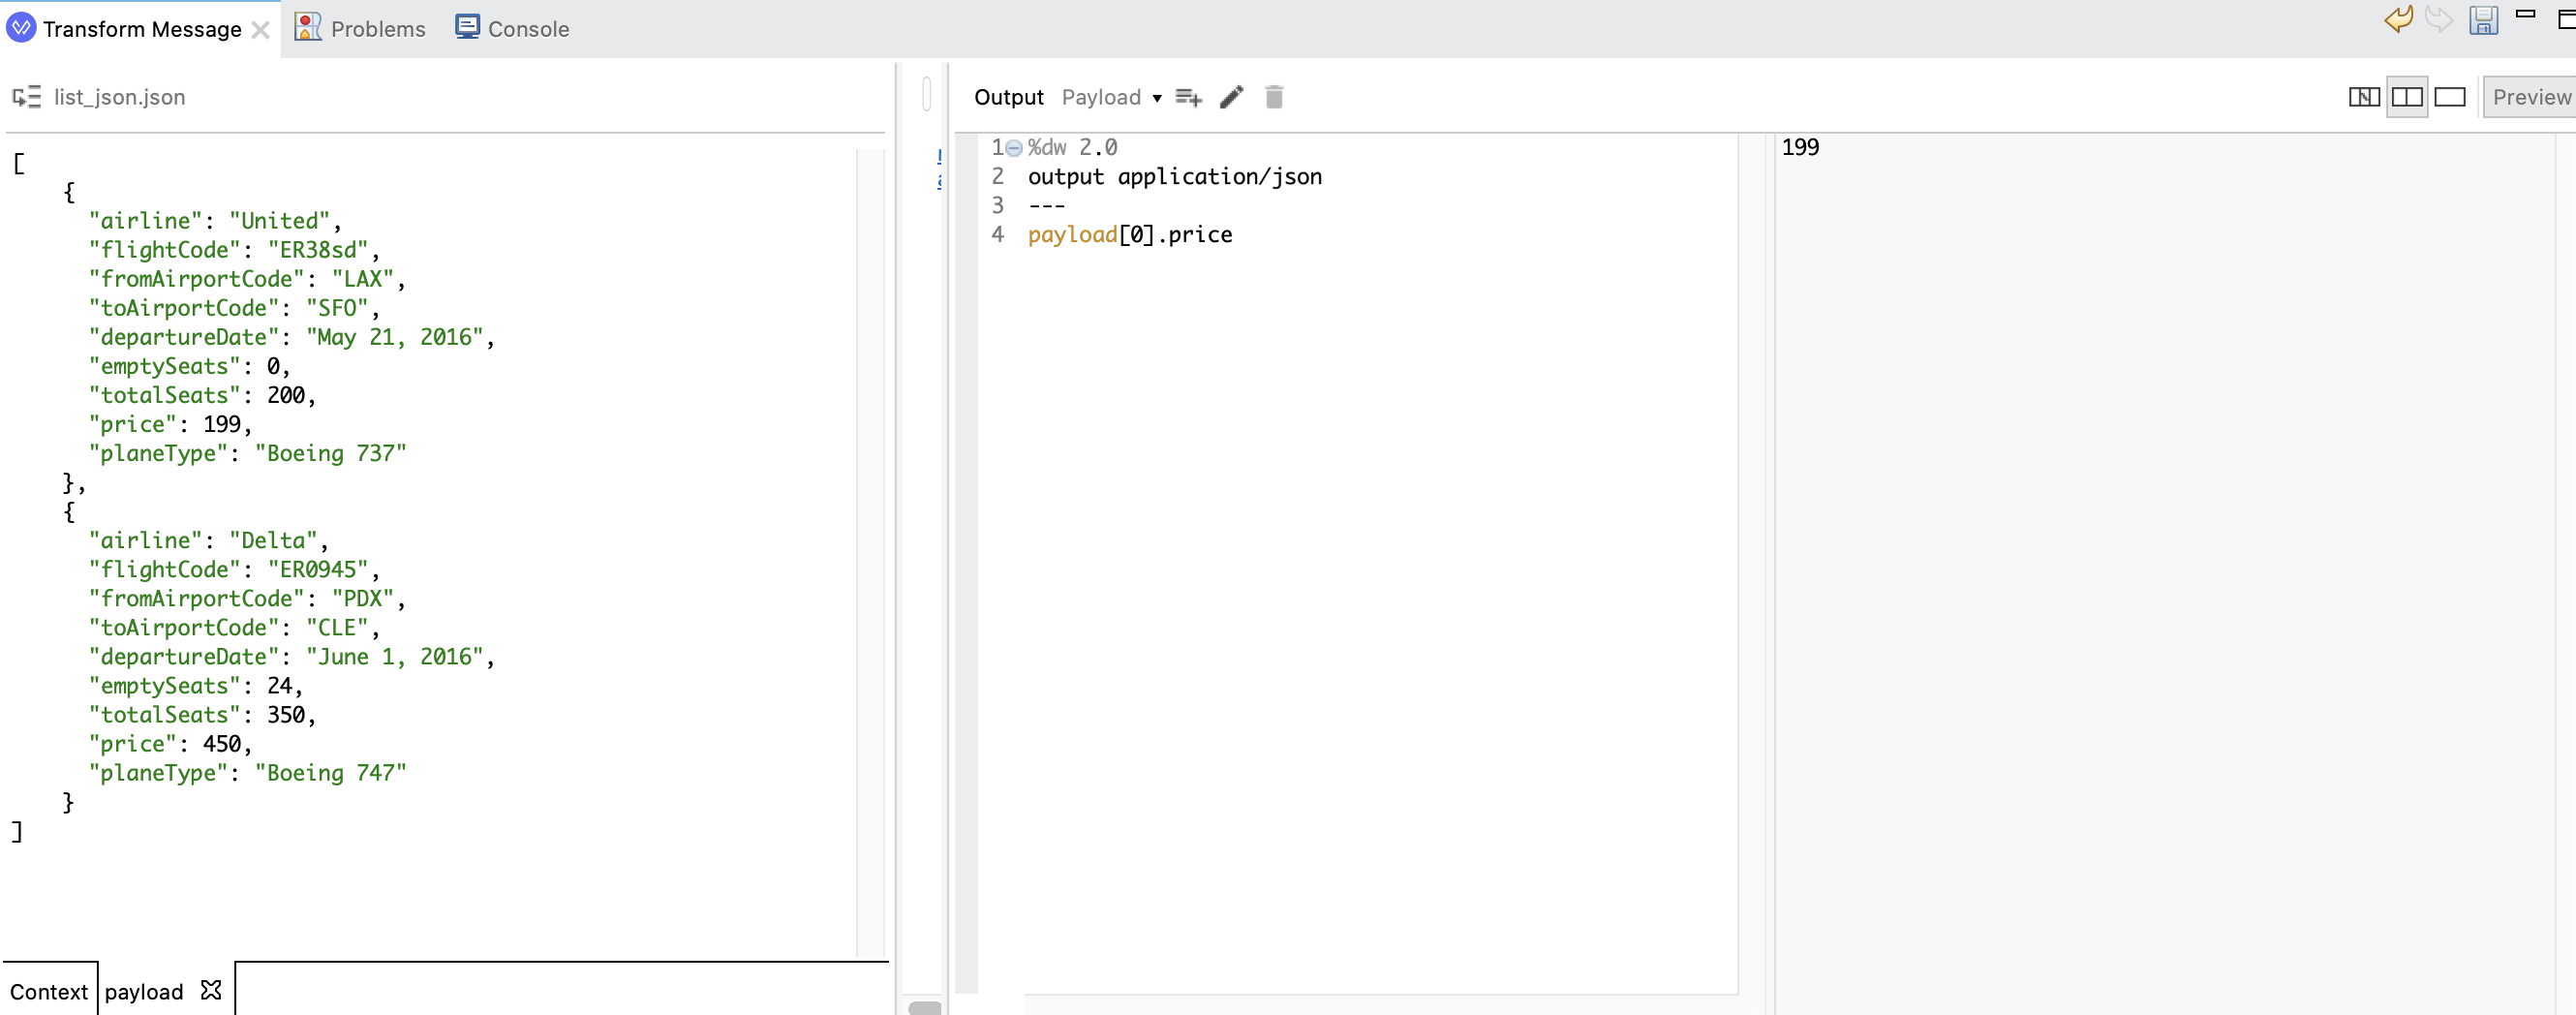 Transform Message
Problems
Console
list_json.json
[
    {
      "airline": "United",
      "flightCode": "ER38sd",
      "fromAirportCode": "LAX",
      "toAirportCode": "SFO",
      "departureDate": "May 21, 2016",
      "emptySeats": 0,
      "totalSeats": 200,
      "price": 199,
      "planeType": "Boeing 737"
    },
    {
      "airline": "Delta",
      "flightCode": "ER0945",
      "fromAirportCode": "PDX",
      "toAirportCode": "CLE",
      "departureDate": "June 1, 2016",
      "emptySeats": 24,
      "totalSeats": 350,
      "price": 450,
      "planeType": "Boeing 747"
    }
]
Context
payload
Output Payload
Preview
1 %dw 2.0
2 output application/json
3 ---
4 payload[0].price
199